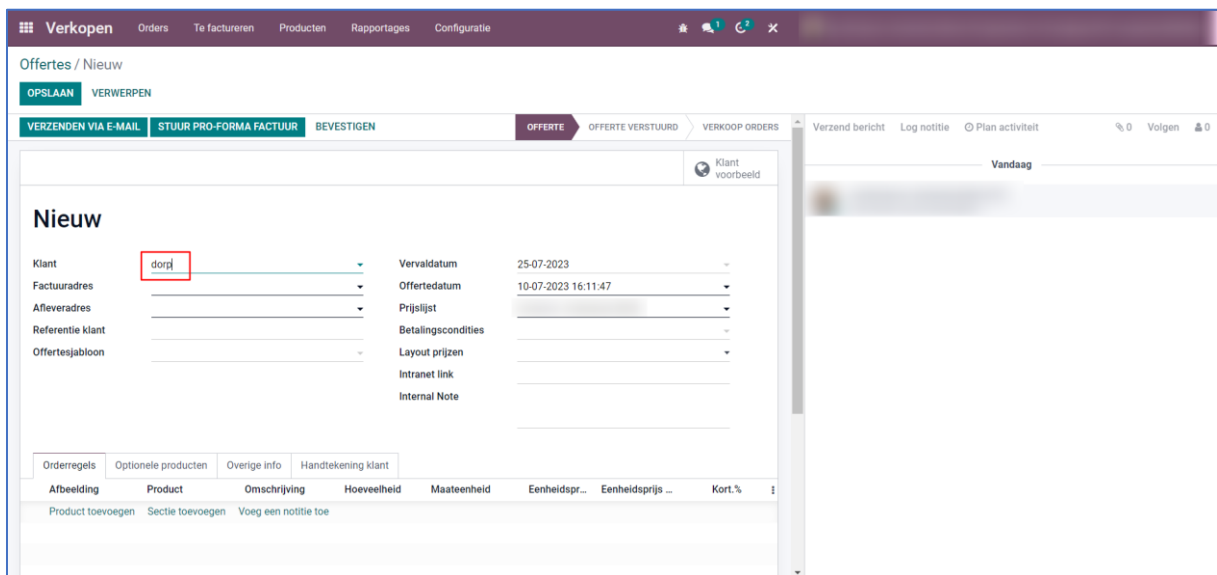 Verkopen Orders Te factureren Producten Rapportages Configuratie 1 2
Offertes / Nieuw
OPSLAAN VERWERPEN
VERZENDEN VIA E-MAIL STUUR PRO-FORMA FACTUUR BEVESTIGEN OFFERTE OFFERTE VERSTUURD VERKOOP ORDERS
Verzend bericht Log notitie Plan activiteit 0 Volgen 0
Vandaag
Klant
voorbeeld
Nieuw
Klant dorp
Factuuradres
Afleveradres
Referentie klant
Offertesjabloon
Vervaldatum 25-07-2023
Offertedatum 10-07-2023 16:11:47
Prijslijst
Betalingscondities
Layout prijzen
Intranet link
Internal Note
Orderregels Optionele producten Overige info Handtekening klant
Afbeelding Product Omschrijving Hoeveelheid Maateenheid Eenheidspr... Eenheidsprijs ... Kort.%
Product toevoegen Sectie toevoegen Voeg een notitie toe